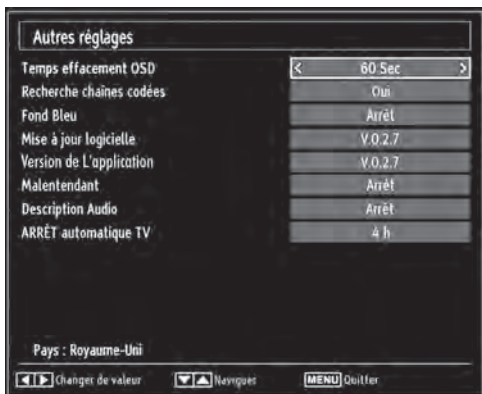 Autres réglages
Temps effacement OSD < 60 Sec >
Recherche chaînes codées Oui
Fond Bleu Arrêt
Mise à jour logicielle V.0.2.7
Version de L'application V.0.2.7
Malentendant Arrêt
Description Audio Arrêt
ARRÊT automatique TV 4 h
Pays : Royaume-Uni
Changer de valeur Naviguer MENU Quitter